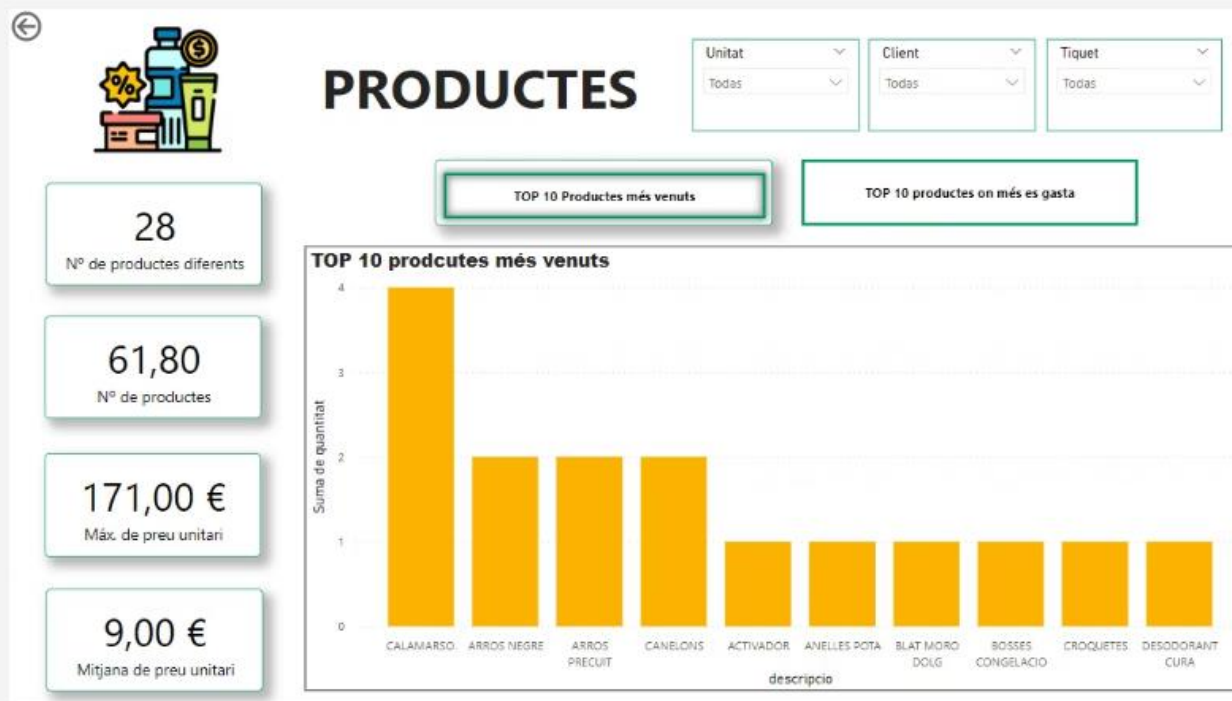 PRODUCTES
Unitat
Todas
Client
Todas
Tiquet
Todas
%
$
TOP 10 Productes més venuts
TOP 10 productes on més es gasta
28
Nº de productes diferents
61,80
Nº de productes
171,00 €
Máx. de preu unitari
9,00 €
Mitjana de preu unitari
TOP 10 prodcutes més venuts
Suma de quantitat
4
3
2
1
0
CALAMARSO.
ARROS NEGRE
ARROS
PRECUIT
CANELONS
ACTIVADOR
ANELLES POTA
BLAT MORO
DOLG
BOSSES
CONGELACIO
CROQUETES
DESODORANT
CURA
descripcio